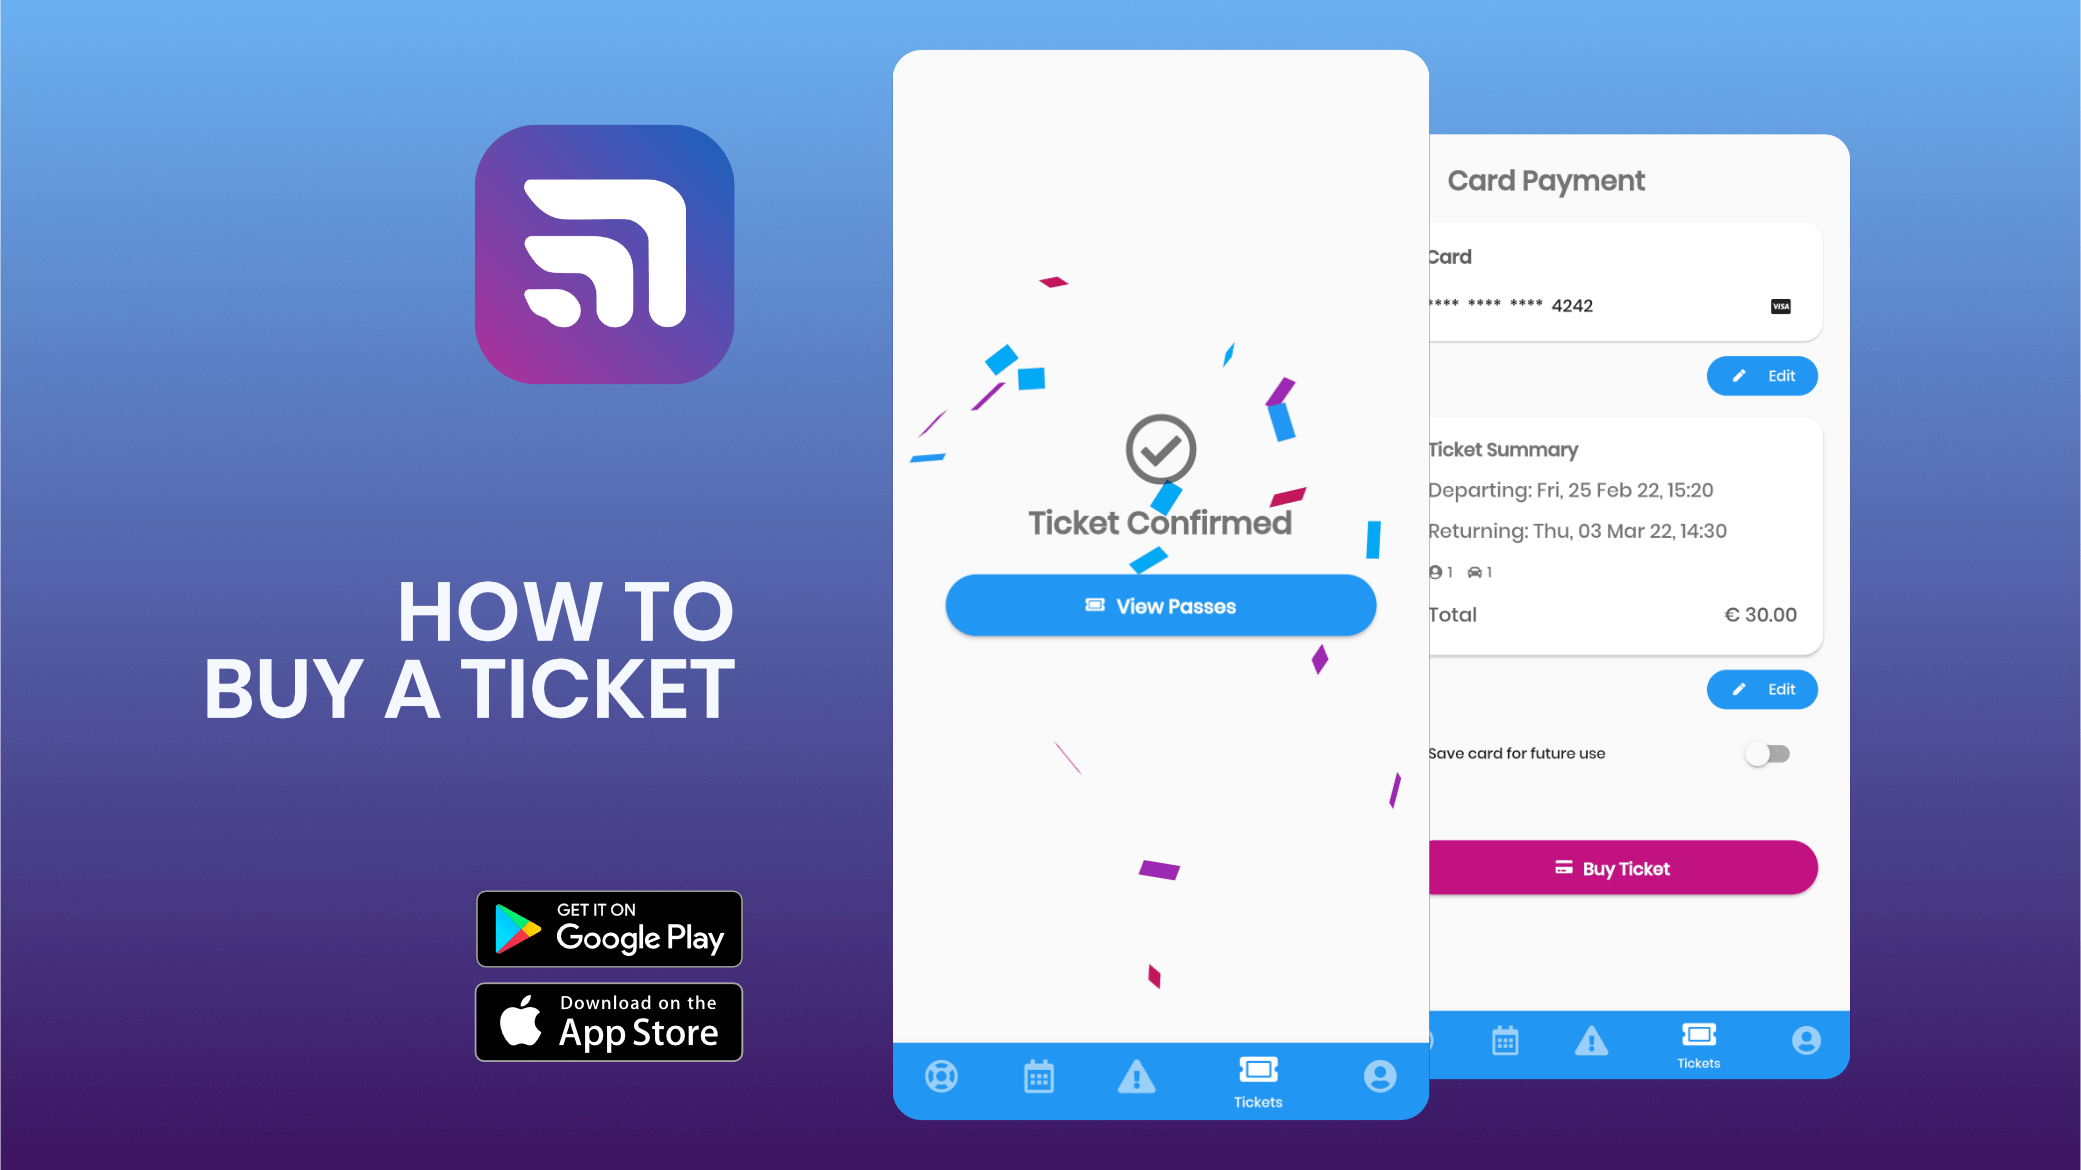 HOW TO
BUY A TICKET
GET IT ON
Google Play
Download on the
App Store
Ticket Confirmed
View Passes
Tickets
Card Payment
Card
**** **** **** 4242
VISA
Edit
Ticket Summary
Departing: Fri, 25 Feb 22, 15:20
Returning: Thu, 03 Mar 22, 14:30
1 1
Total € 30.00
Edit
Save card for future use
Buy Ticket
Tickets